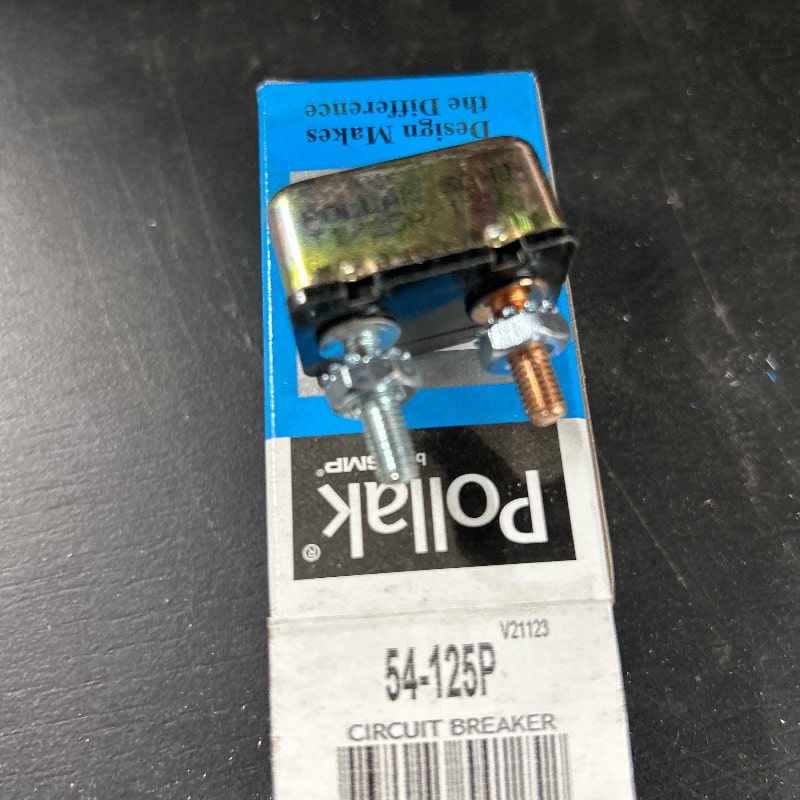 Design Makes
the Difference
Pollak®
by SMP®
V21123
54-125P
CIRCUIT BREAKER